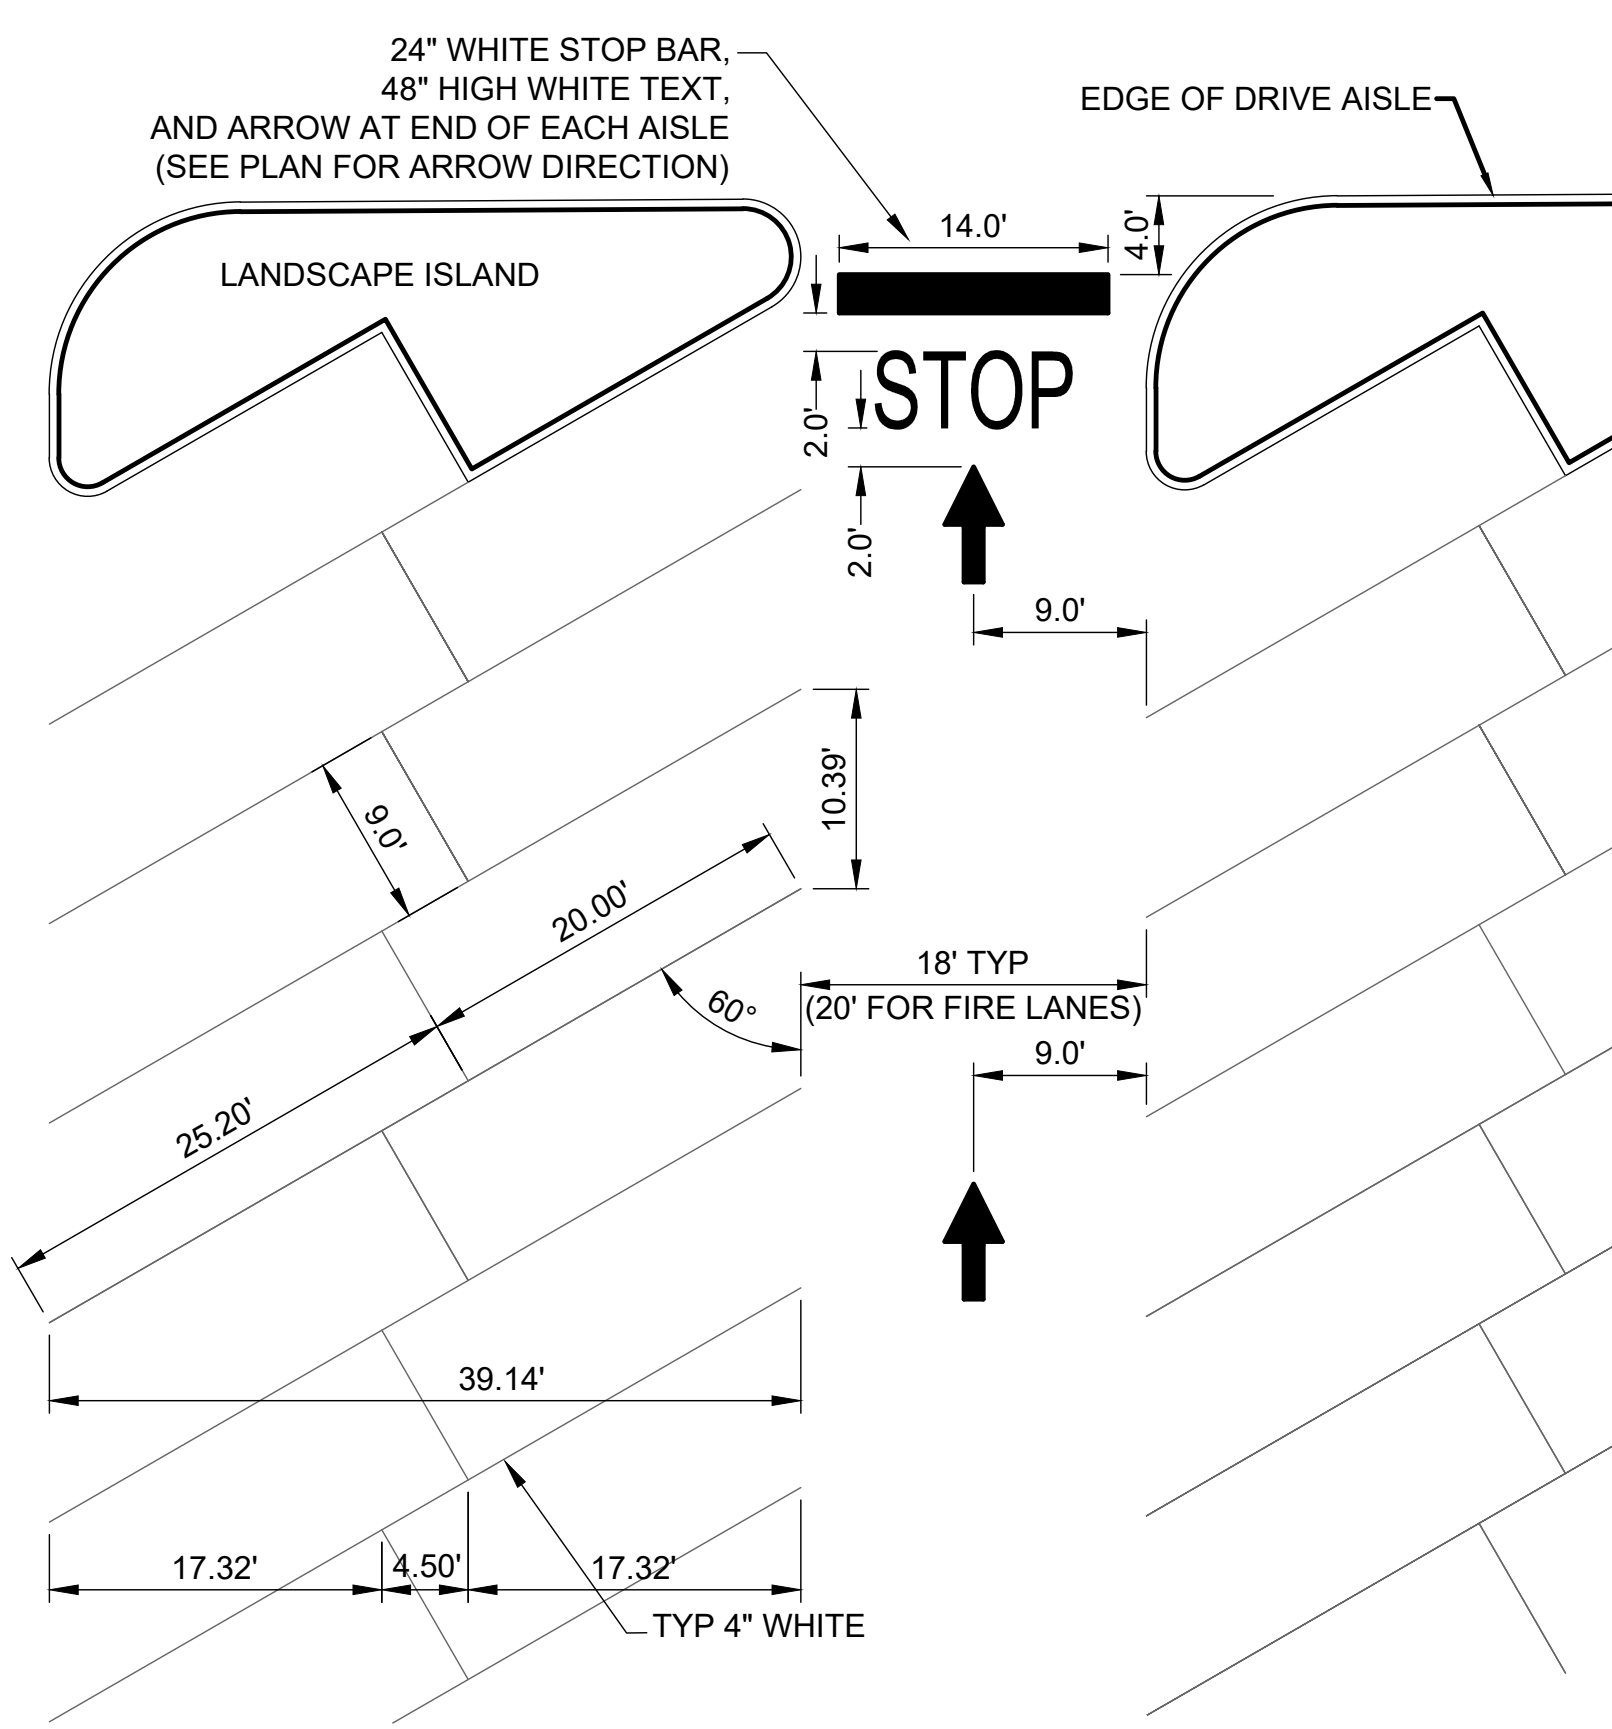 24" WHITE STOP BAR,
48" HIGH WHITE TEXT,
AND ARROW AT END OF EACH AISLE
(SEE PLAN FOR ARROW DIRECTION)
EDGE OF DRIVE AISLE
14.0'
4.0'
LANDSCAPE ISLAND
STOP
2.0'
2.0'
9.0'
10.39'
9.0'
20.00'
18' TYP
(20' FOR FIRE LANES)
60°
9.0'
25.20'
39.14'
17.32'
4.50'
17.32'
TYP 4" WHITE